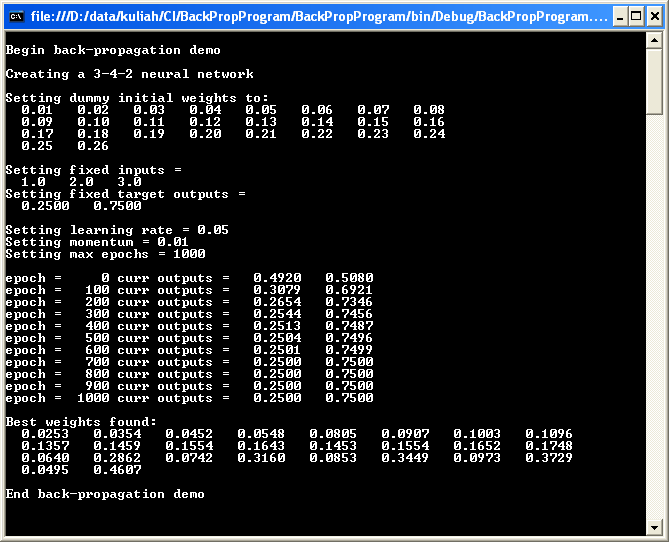 file:///D:/data/kuliah/CI/BackPropProgram/BackPropProgram/bin/Debug/BackPropProgram....
Begin back-propagation demo
Creating a 3-4-2 neural network
Setting dummy initial weights to:
0.01 0.02 0.03 0.04 0.05 0.06 0.07 0.08
0.09 0.10 0.11 0.12 0.13 0.14 0.15 0.16
0.17 0.18 0.19 0.20 0.21 0.22 0.23 0.24
0.25 0.26
Setting fixed inputs =
1.0 2.0 3.0
Setting fixed target outputs =
0.2500 0.7500
Setting learning rate = 0.05
Setting momentum = 0.01
Setting max epochs = 1000
epoch = 0 curr outputs = 0.4920 0.5080
epoch = 100 curr outputs = 0.3079 0.6921
epoch = 200 curr outputs = 0.2654 0.7346
epoch = 300 curr outputs = 0.2544 0.7456
epoch = 400 curr outputs = 0.2513 0.7487
epoch = 500 curr outputs = 0.2504 0.7496
epoch = 600 curr outputs = 0.2501 0.7499
epoch = 700 curr outputs = 0.2500 0.7500
epoch = 800 curr outputs = 0.2500 0.7500
epoch = 900 curr outputs = 0.2500 0.7500
epoch = 1000 curr outputs = 0.2500 0.7500
Best weights found:
0.0253 0.0354 0.0452 0.0548 0.0805 0.0907 0.1003 0.1096
0.1357 0.1459 0.1554 0.1643 0.1453 0.1554 0.1652 0.1748
0.0640 0.2862 0.0742 0.3160 0.0853 0.3449 0.0973 0.3729
0.0495 0.4607
End back-propagation demo